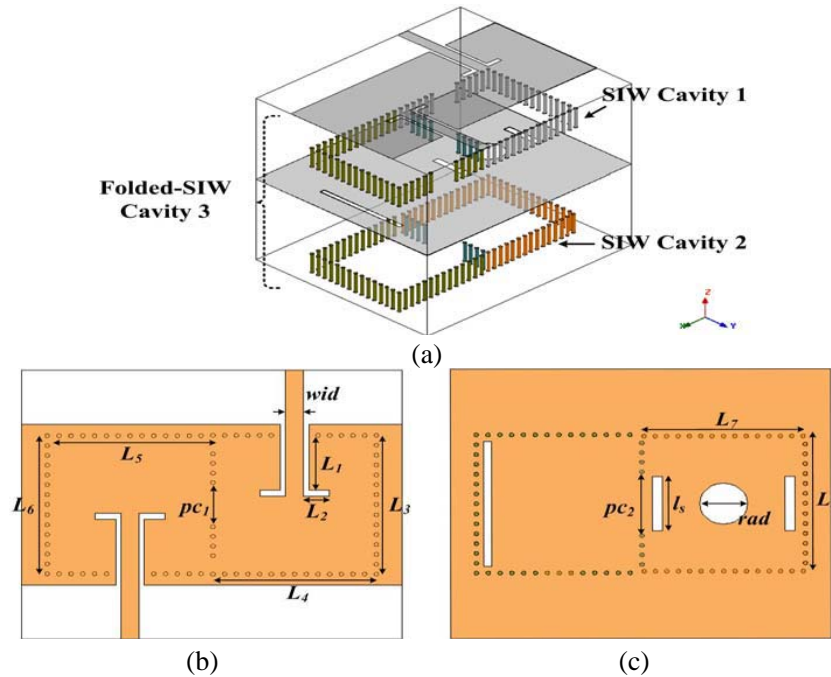 SIW Cavity 1
Folded-SIW
Cavity 3
SIW Cavity 2
Z
X
Y
(a)
wid
L5
L1
L6
pc1
L2
L3
L4
L7
pc2
ls
rad
L
(b)
(c)